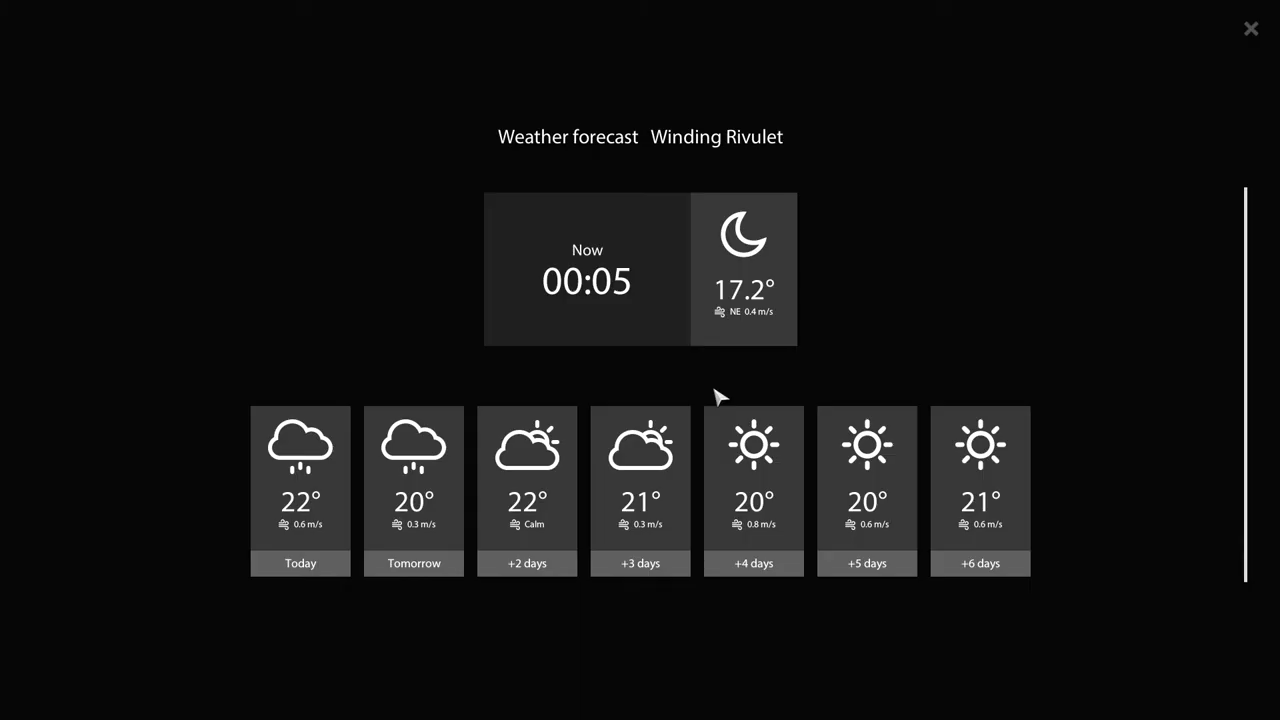 Weather forecast Winding Rivulet
Now
00:05
17.2°
NE 0.4 m/s
22° 20° 22° 21° 20° 20° 21°
0.6 m/s 0.3 m/s Calm 0.3 m/s 0.8 m/s 0.6 m/s 0.6 m/s
Today Tomorrow +2 days +3 days +4 days +5 days +6 days